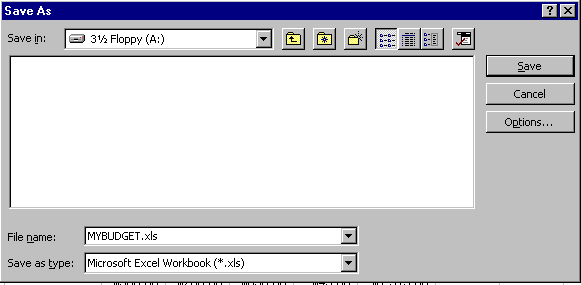 Save As
Save in: 3½ Floppy (A:)
Save
Cancel
Options...
File name: MYBUDGET.xls
Save as type: Microsoft Excel Workbook (*.xls)